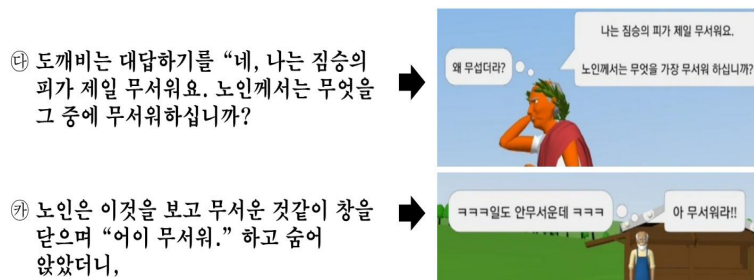 ㉰ 도깨비는 대답하기를 “네, 나는 짐승의
피가 제일 무서워요. 노인께서는 무엇을
그 중에 무서워하십니까?
왜 무섭더라?
나는 짐승의 피가 제일 무서워요.
노인께서는 무엇을 가장 무서워 하십니까?
㉸ 노인은 이것을 보고 무서운 것같이 창을
닫으며 “어이 무서워.” 하고 숨어
앉았더니,
ㅋㅋㅋ일도 안무서운데 ㅋㅋㅋ
아 무서워라!!